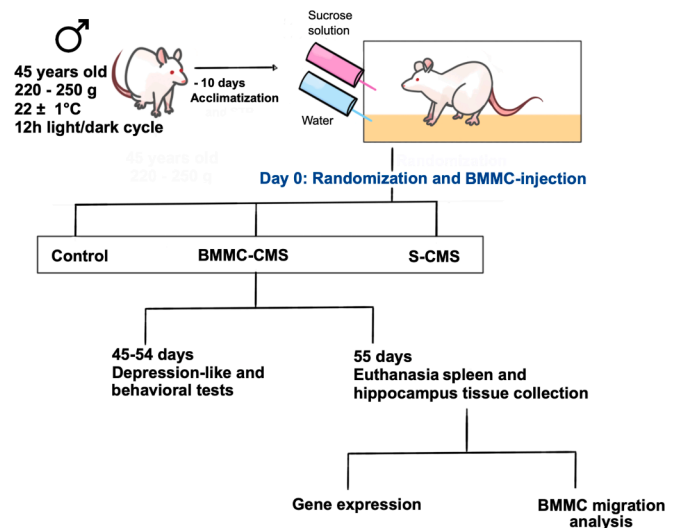 Sucrose
solution
45 years old
220 - 250 g
22 ± 1°C
12h light/dark cycle
- 10 days
Acclimatization
Water
45 years old
220 - 250 g
Randomization
Day 0: Randomization and BMMC-injection
Control
BMMC-CMS
S-CMS
45-54 days
Depression-like and
behavioral tests
55 days
Euthanasia spleen and
hippocampus tissue collection
Gene expression
BMMC migration
analysis